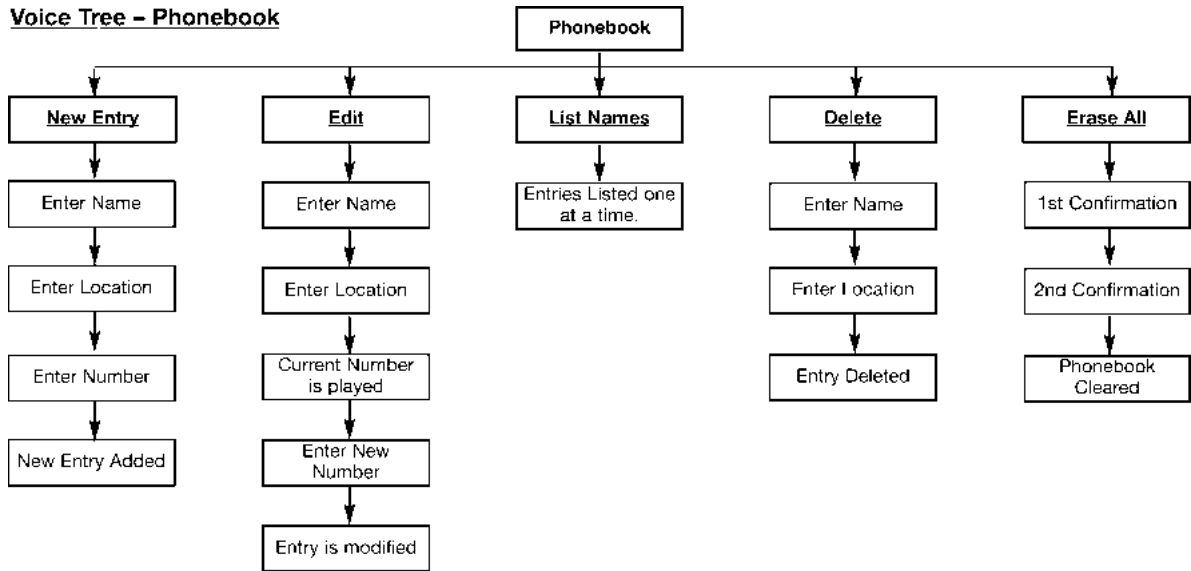 Voice Tree – Phonebook
Phonebook
New Entry
Edit
List Names
Delete
Erase All
Enter Name
Enter Name
Entries Listed one
at a time.
Enter Name
1st Confirmation
Enter Location
Enter Location
Enter Location
2nd Confirmation
Enter Number
Current Number
is played
Entry Deleted
Phonebook
Cleared
New Entry Added
Enter New
Number
Entry is modified